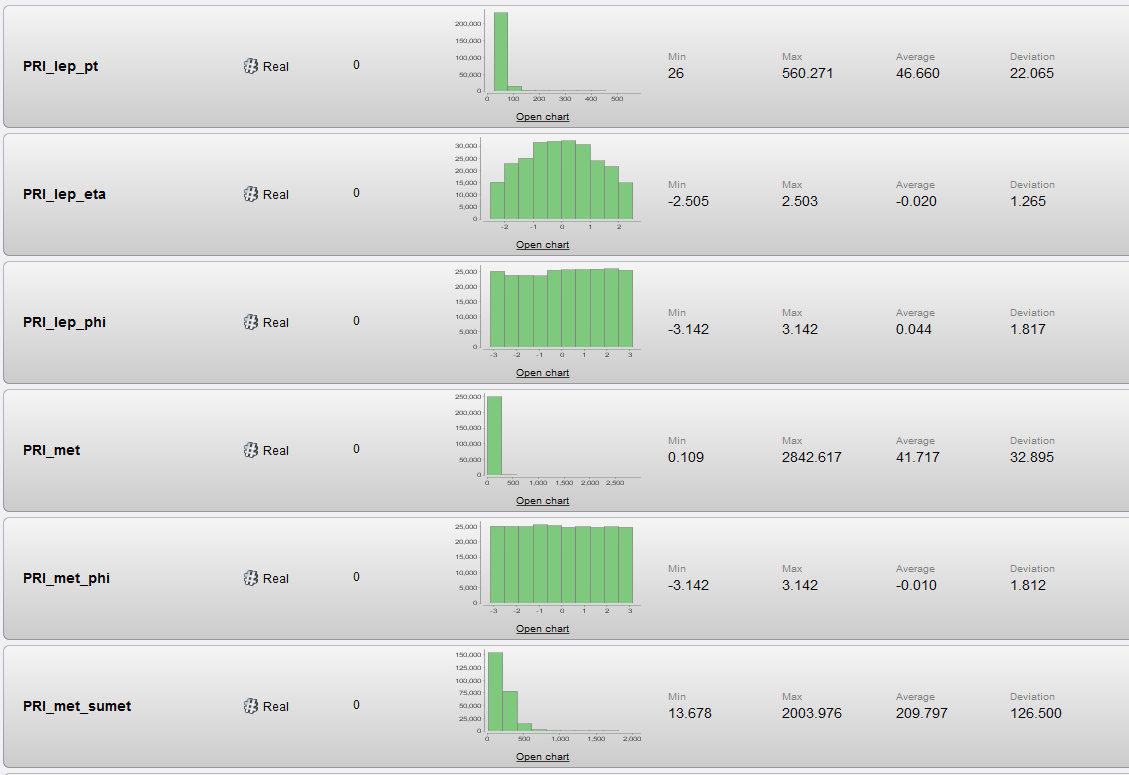 PRI_lep_pt
Real
0
200,000
150,000
100,000
50,000
0
0 100 200 300 400 500
Open chart
Min Max Average Deviation
26 560.271 46.660 22.065
PRI_lep_eta
Real
0
30,000
25,000
20,000
15,000
10,000
5,000
0
-2 -1 0 1 2
Open chart
Min Max Average Deviation
-2.505 2.503 -0.020 1.265
PRI_lep_phi
Real
0
25,000
20,000
15,000
10,000
5,000
0
-3 -2 -1 0 1 2 3
Open chart
Min Max Average Deviation
-3.142 3.142 0.044 1.817
PRI_met
Real
0
250,000
200,000
150,000
100,000
50,000
0
0 500 1,000 1,500 2,000 2,500
Open chart
Min Max Average Deviation
0.109 2842.617 41.717 32.895
PRI_met_phi
Real
0
25,000
20,000
15,000
10,000
5,000
0
-3 -2 -1 0 1 2 3
Open chart
Min Max Average Deviation
-3.142 3.142 -0.010 1.812
PRI_met_sumet
Real
0
150,000
125,000
100,000
75,000
50,000
25,000
0
0 500 1,000 1,500 2,000
Open chart
Min Max Average Deviation
13.678 2003.976 209.797 126.500